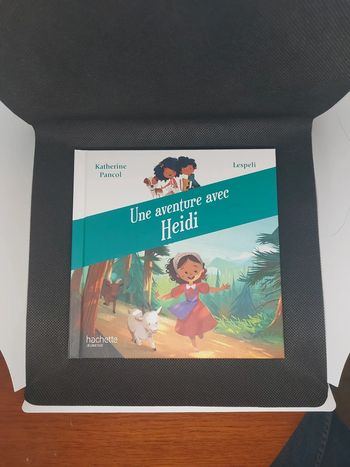 Katherine
Pancol
Lespeli
Une aventure avec
Heidi
hachette
JEUNESSE